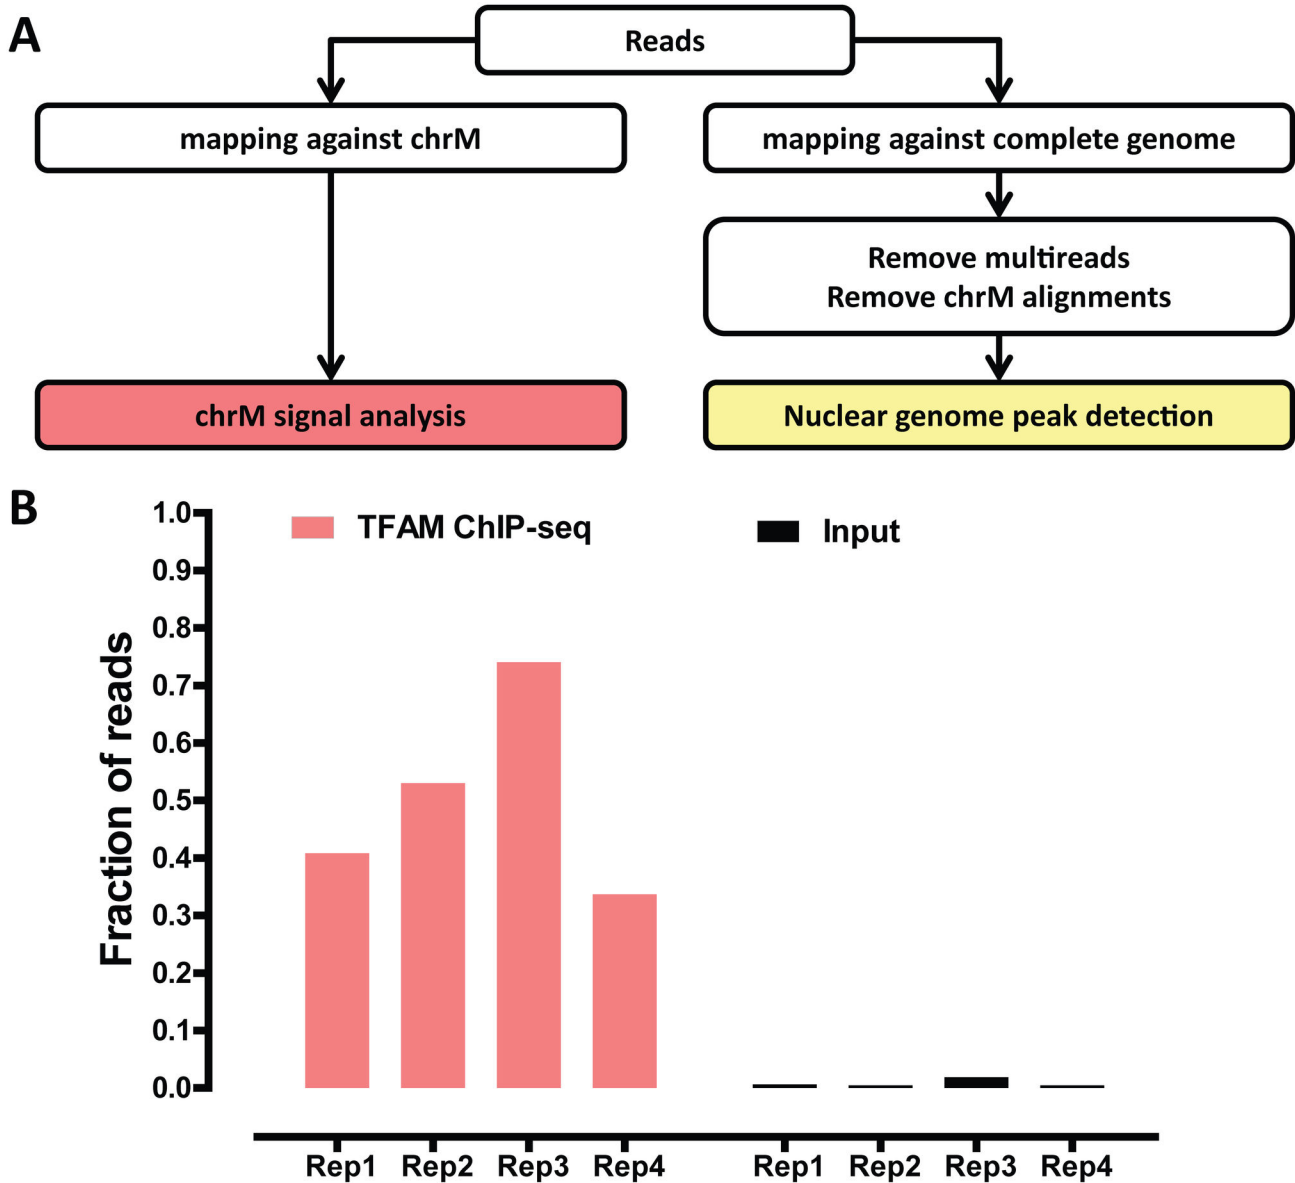 A
Reads
mapping against chrM
mapping against complete genome
Remove multireads
Remove chrM alignments
chrM signal analysis
Nuclear genome peak detection
B
TFAM ChIP-seq
Input
Fraction of reads
1.0
0.9
0.8
0.7
0.6
0.5
0.4
0.3
0.2
0.1
0.0
Rep1 Rep2 Rep3 Rep4 Rep1 Rep2 Rep3 Rep4